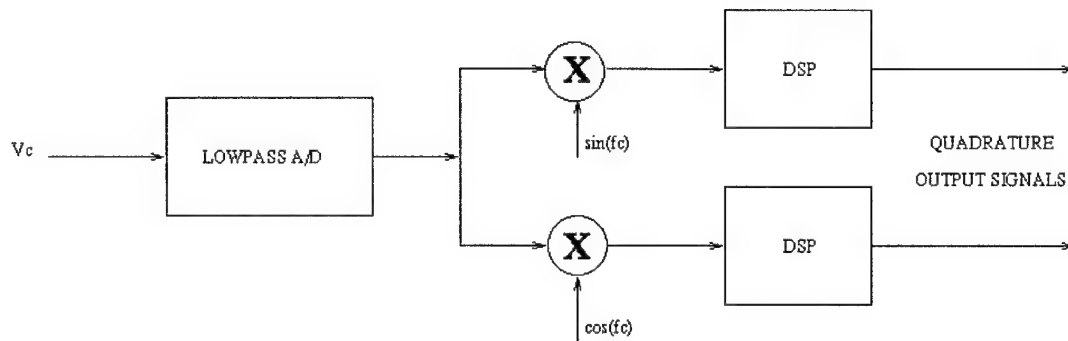 Vc
LOWPASS A/D
X
sin(fc)
DSP
QUADRATURE
OUTPUT SIGNALS
X
cos(fc)
DSP